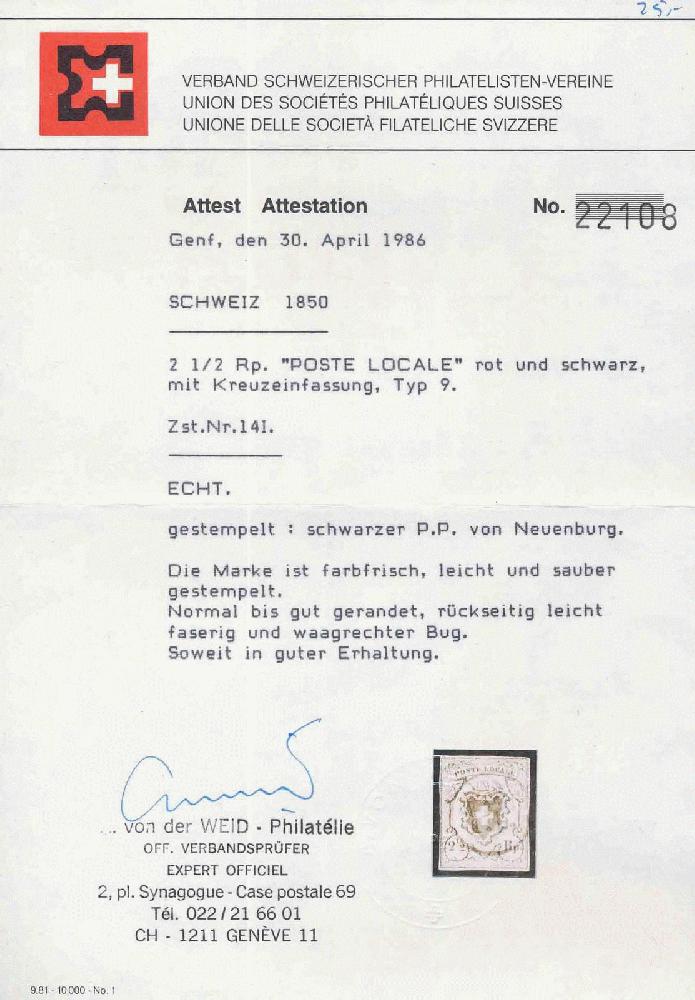 25,-
VERBAND SCHWEIZERISCHER PHILATELISTEN-VEREINE
UNION DES SOCIÉTÉS PHILATÉLIQUES SUISSES
UNIONE DELLE SOCIETÀ FILATELICHE SVIZZERE
Attest Attestation No. 22108
Genf, den 30. April 1986
SCHWEIZ 1850
2 1/2 Rp. "POSTE LOCALE" rot und schwarz,
mit Kreuzeinfassung, Typ 9.
Zst.Nr.14I.
ECHT.
gestempelt : schwarzer P.P. von Neuenburg.
Die Marke ist farbfrisch, leicht und sauber
gestempelt.
Normal bis gut gerandet, rückseitig leicht
faserig und waagrechter Bug.
Soweit in guter Erhaltung.
von der WEID - Philatélie
OFF. VERBANDSPRÜFER
EXPERT OFFICIEL
2, pl. Synagogue - Case postale 69
Tél. 022 / 21 66 01
CH - 1211 GENÈVE 11
POSTE LOCALE
2½ Rp.
9.81 - 10 000 - No. 1